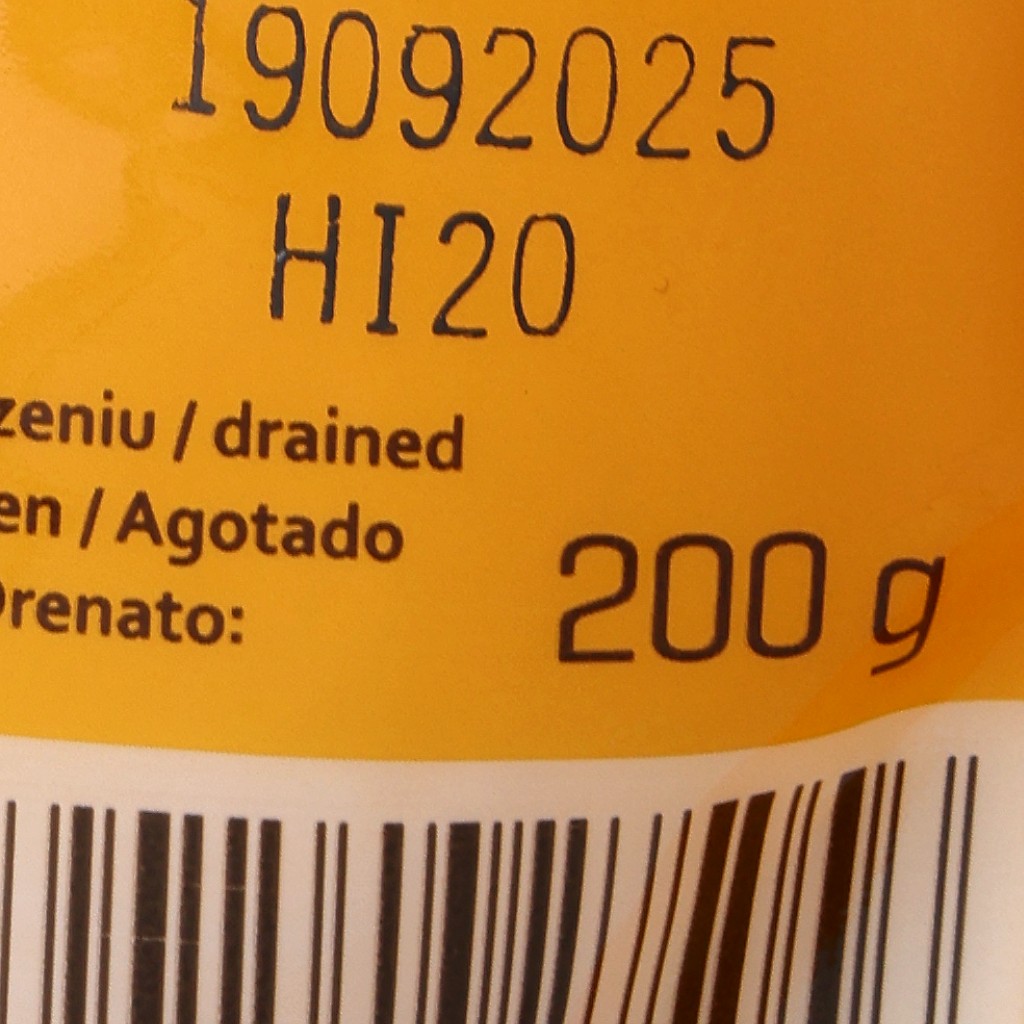 19092025
HI20
zeniu / drained
en / Agotado
Drenato:
200 g